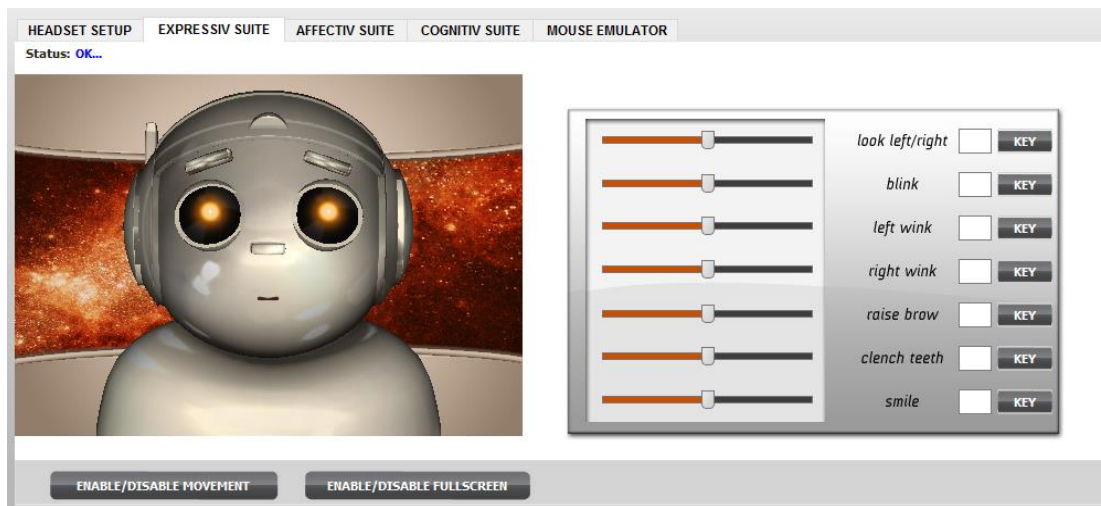 HEADSET SETUP EXPRESSIV SUITE AFFECTIV SUITE COGNITIV SUITE MOUSE EMULATOR
Status: OK...
look left/right KEY
blink KEY
left wink KEY
right wink KEY
raise brow KEY
clench teeth KEY
smile KEY
ENABLE/DISABLE MOVEMENT ENABLE/DISABLE FULLSCREEN